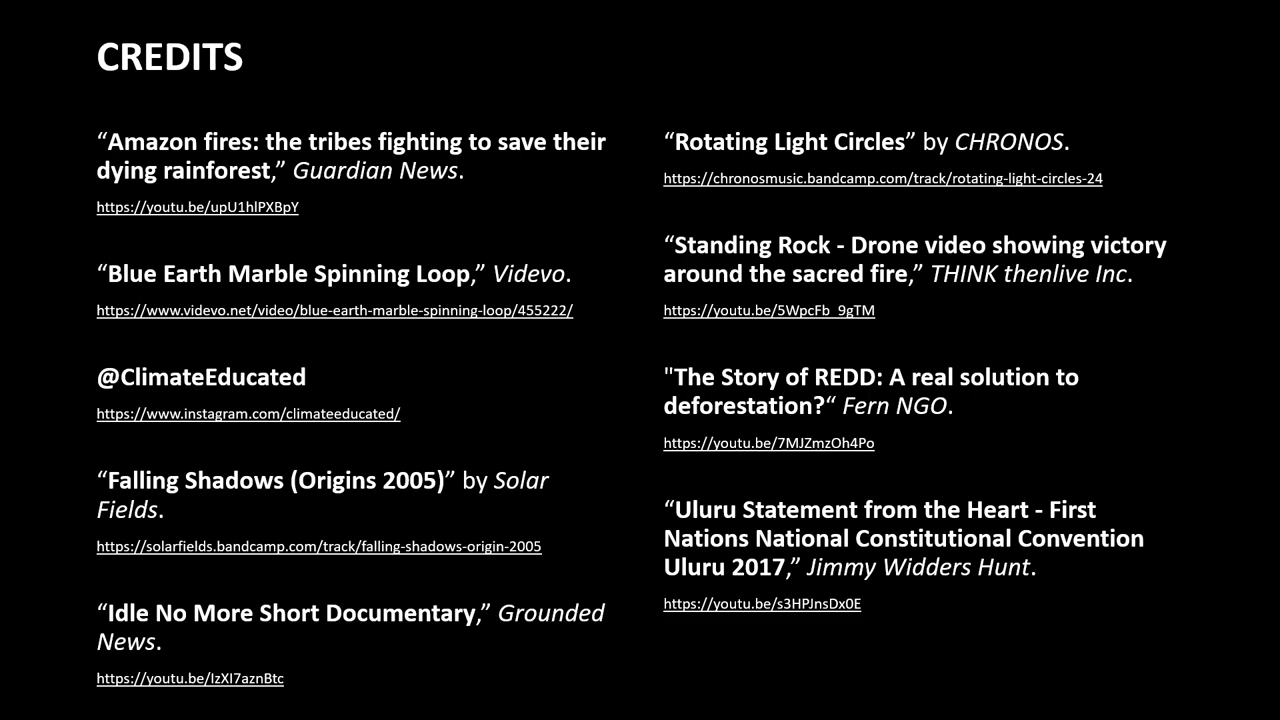 CREDITS
“Amazon fires: the tribes fighting to save their
dying rainforest,” Guardian News.
https://youtu.be/upU1hlPXBpY
“Blue Earth Marble Spinning Loop,” Videvo.
https://www.videvo.net/video/blue-earth-marble-spinning-loop/455222/
@ClimateEducated
https://www.instagram.com/climateeducated/
“Falling Shadows (Origins 2005)” by Solar
Fields.
https://solarfields.bandcamp.com/track/falling-shadows-origin-2005
“Idle No More Short Documentary,” Grounded
News.
https://youtu.be/IzXI7aznBtc
“Rotating Light Circles” by CHRONOS.
https://chronosmusic.bandcamp.com/track/rotating-light-circles-24
“Standing Rock - Drone video showing victory
around the sacred fire,” THINK thenlive Inc.
https://youtu.be/5WpcFb_9gTM
"The Story of REDD: A real solution to
deforestation?“ Fern NGO.
https://youtu.be/7MJZmzOh4Po
“Uluru Statement from the Heart - First
Nations National Constitutional Convention
Uluru 2017,” Jimmy Widders Hunt.
https://youtu.be/s3HPJnsDx0E